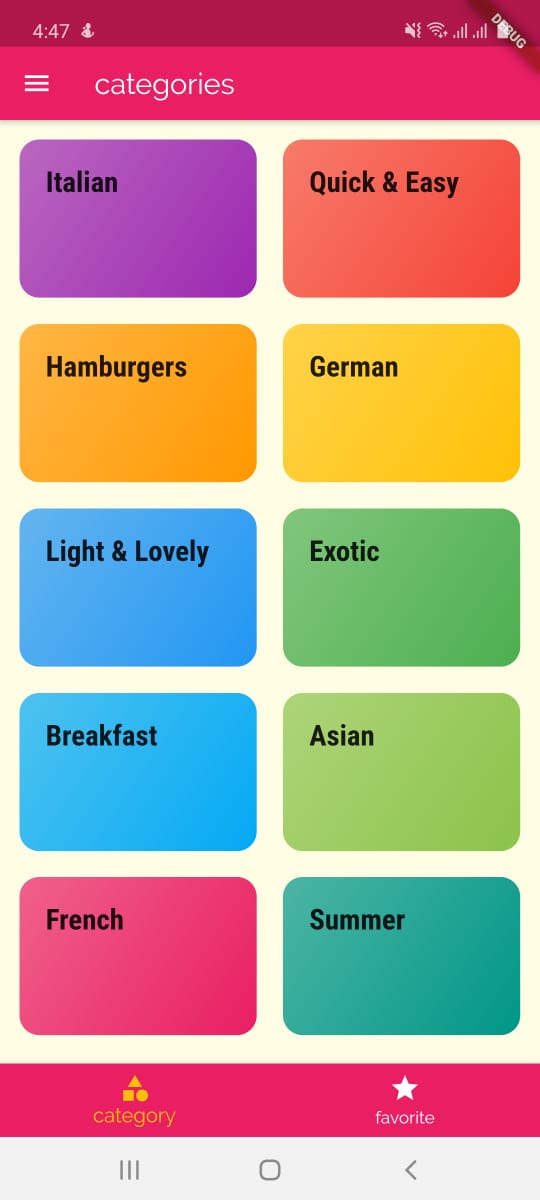 4:47
DEBUG
categories
Italian
Quick & Easy
Hamburgers
German
Light & Lovely
Exotic
Breakfast
Asian
French
Summer
category
favorite